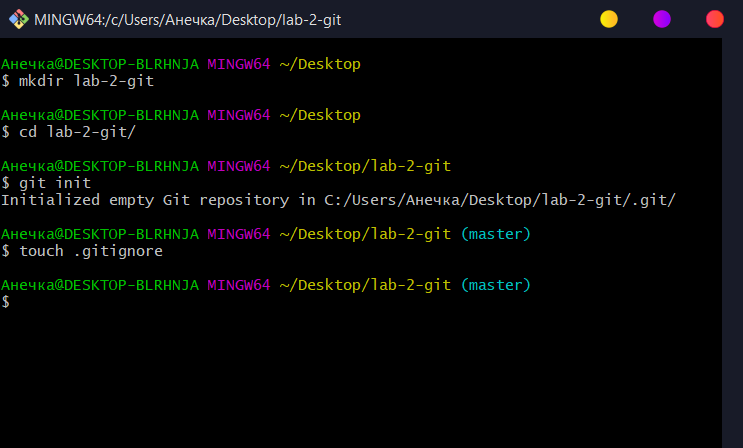 MINGW64:/c/Users/Анечка/Desktop/lab-2-git
Анечка@DESKTOP-BLRHNJA MINGW64 ~/Desktop
$ mkdir lab-2-git
Анечка@DESKTOP-BLRHNJA MINGW64 ~/Desktop
$ cd lab-2-git/
Анечка@DESKTOP-BLRHNJA MINGW64 ~/Desktop/lab-2-git
$ git init
Initialized empty Git repository in C:/Users/Анечка/Desktop/lab-2-git/.git/
Анечка@DESKTOP-BLRHNJA MINGW64 ~/Desktop/lab-2-git (master)
$ touch .gitignore
Анечка@DESKTOP-BLRHNJA MINGW64 ~/Desktop/lab-2-git (master)
$